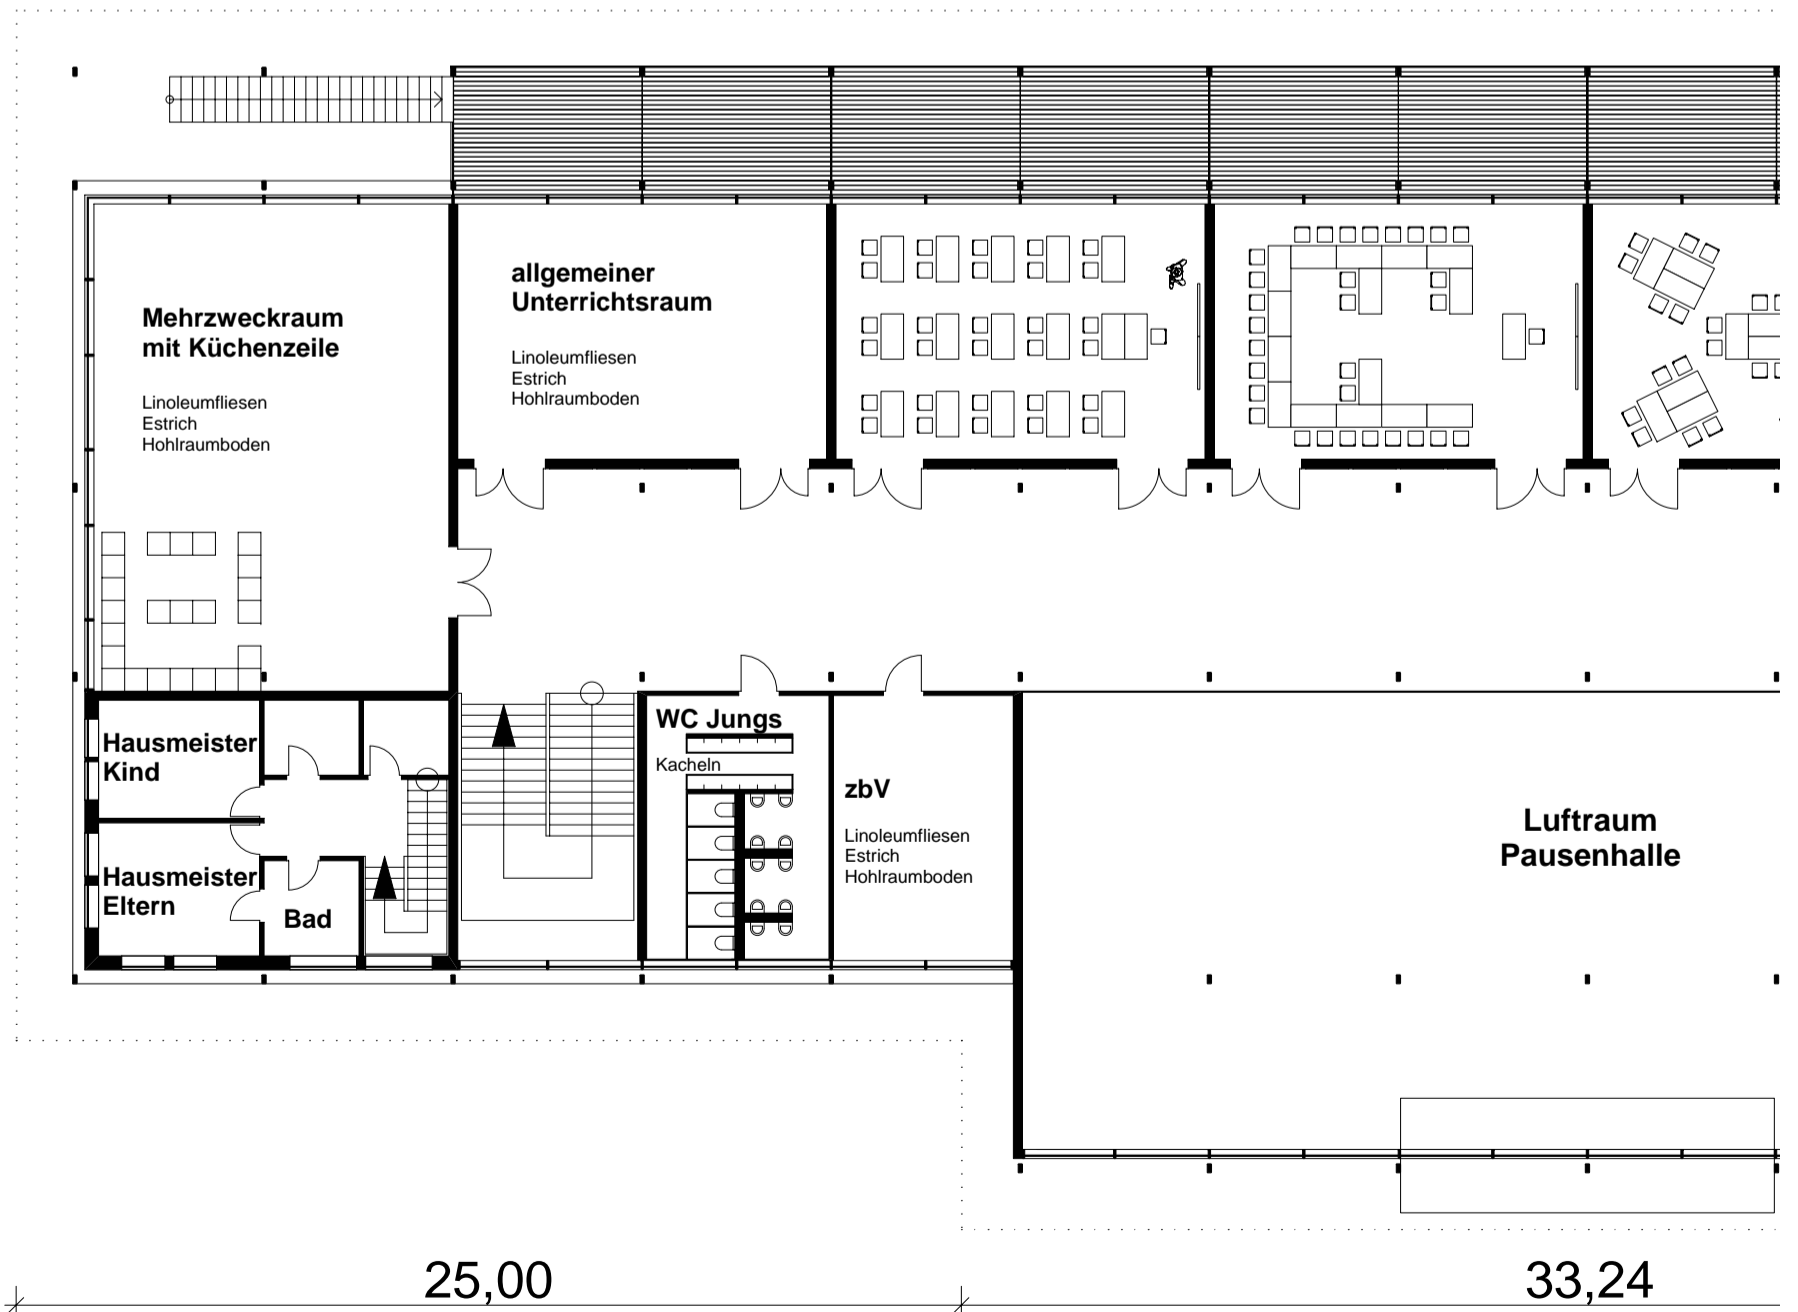 allgemeiner
Unterrichtsraum
Linoleumfliesen
Estrich
Hohlraumboden
Mehrzweckraum
mit Küchenzeile
Linoleumfliesen
Estrich
Hohlraumboden
Hausmeister
Kind
Hausmeister
Eltern
Bad
WC Jungs
Kacheln
zbV
Linoleumfliesen
Estrich
Hohlraumboden
Luftraum
Pausenhalle
25,00
33,24